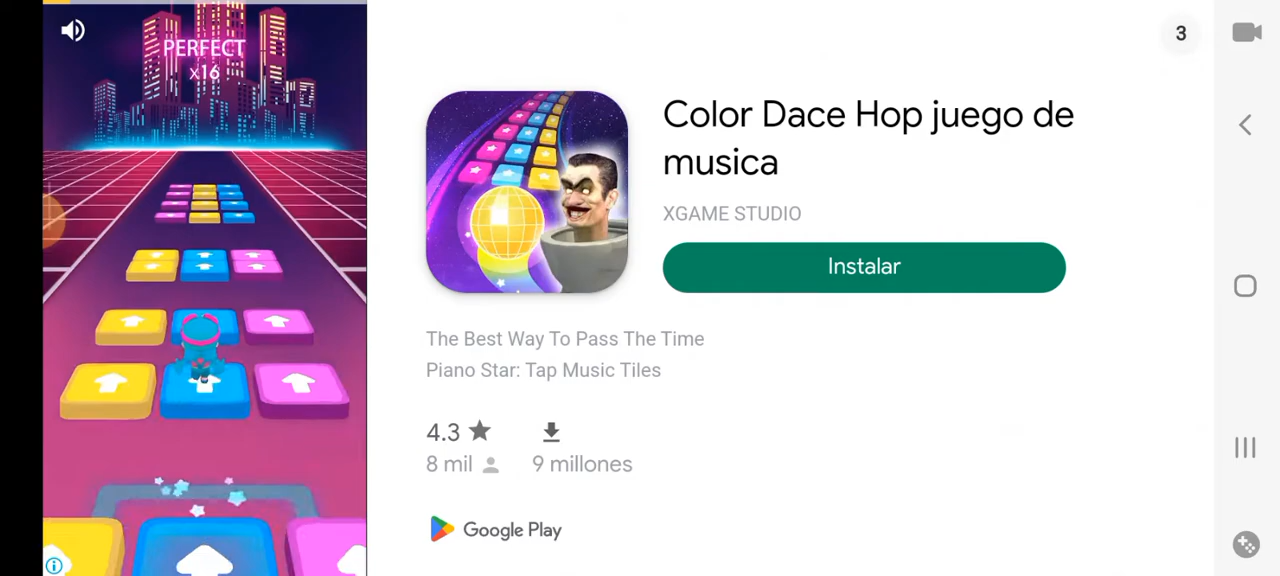 PERFECT
x16
3
Color Dace Hop juego de
musica
XGAME STUDIO
Instalar
The Best Way To Pass The Time
Piano Star: Tap Music Tiles
4.3
8 mil
9 millones
Google Play